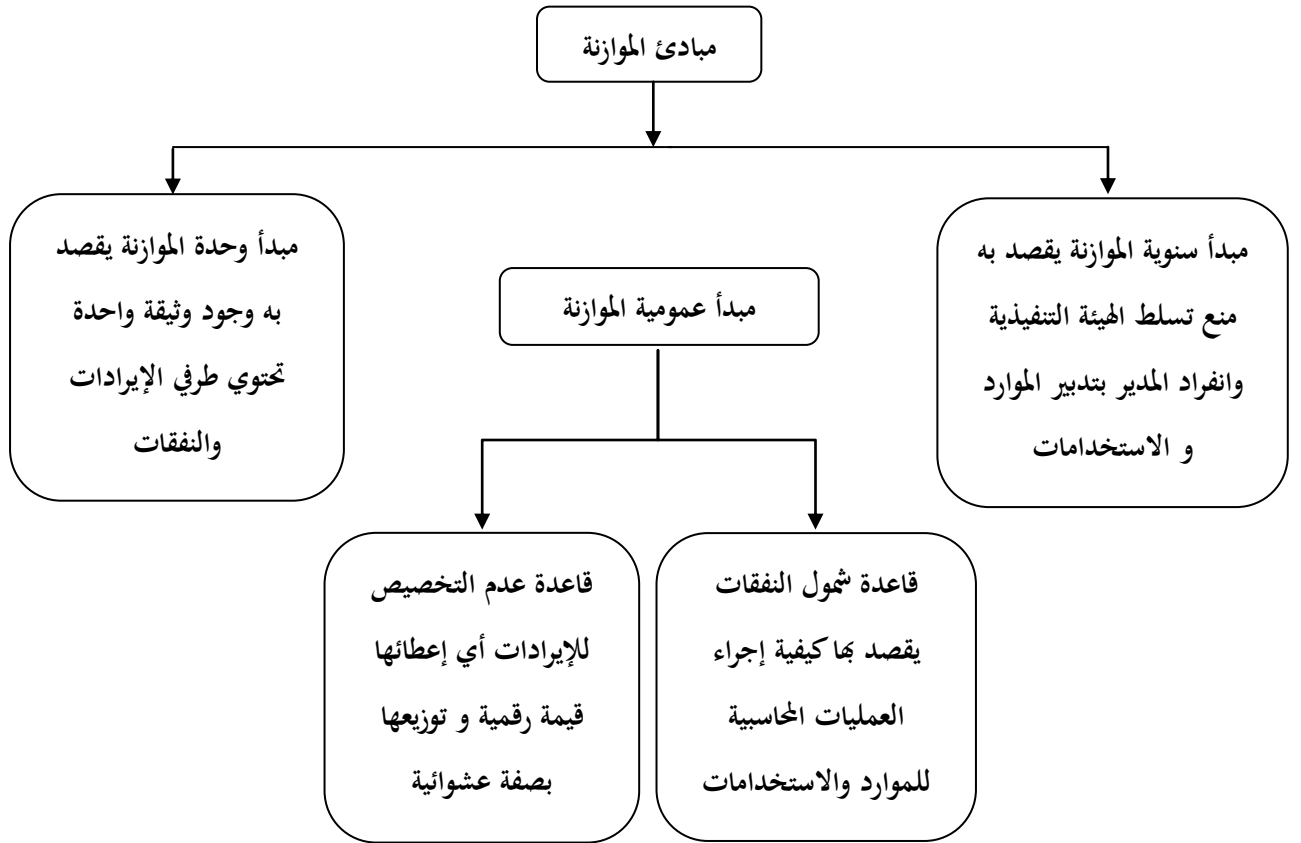 مبادئ الموازنة
مبدأ سنوية الموازنة يقصد به
منع تسلط الهيئة التنفيذية
وانفراد المدير بتدبير الموارد
و الاستخدامات
مبدأ عمومية الموازنة
مبدأ وحدة الموازنة يقصد
به وجود وثيقة واحدة
تحتوي طرفي الإيرادات
والنفقات
قاعدة شمول النفقات
يقصد بها كيفية إجراء
العمليات المحاسبية
للموارد والاستخدامات
قاعدة عدم التخصيص
للإيرادات أي إعطائها
قيمة رقمية و توزيعها
بصفة عشوائية